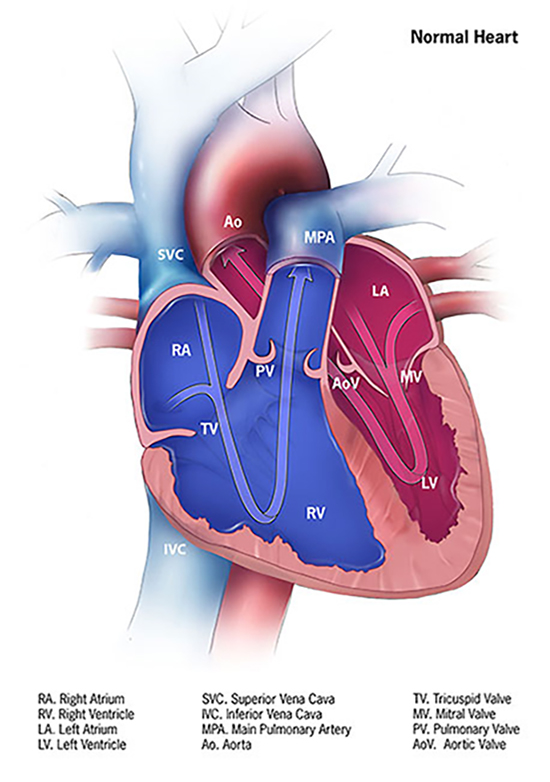 Normal Heart
Ao
MPA
SVC
LA
RA
PV
AoV
MV
TV
LV
RV
IVC
RA. Right Atrium
RV. Right Ventricle
LA. Left Atrium
LV. Left Ventricle
SVC. Superior Vena Cava
IVC. Inferior Vena Cava
MPA. Main Pulmonary Artery
Ao. Aorta
TV. Tricuspid Valve
MV. Mitral Valve
PV. Pulmonary Valve
AoV. Aortic Valve